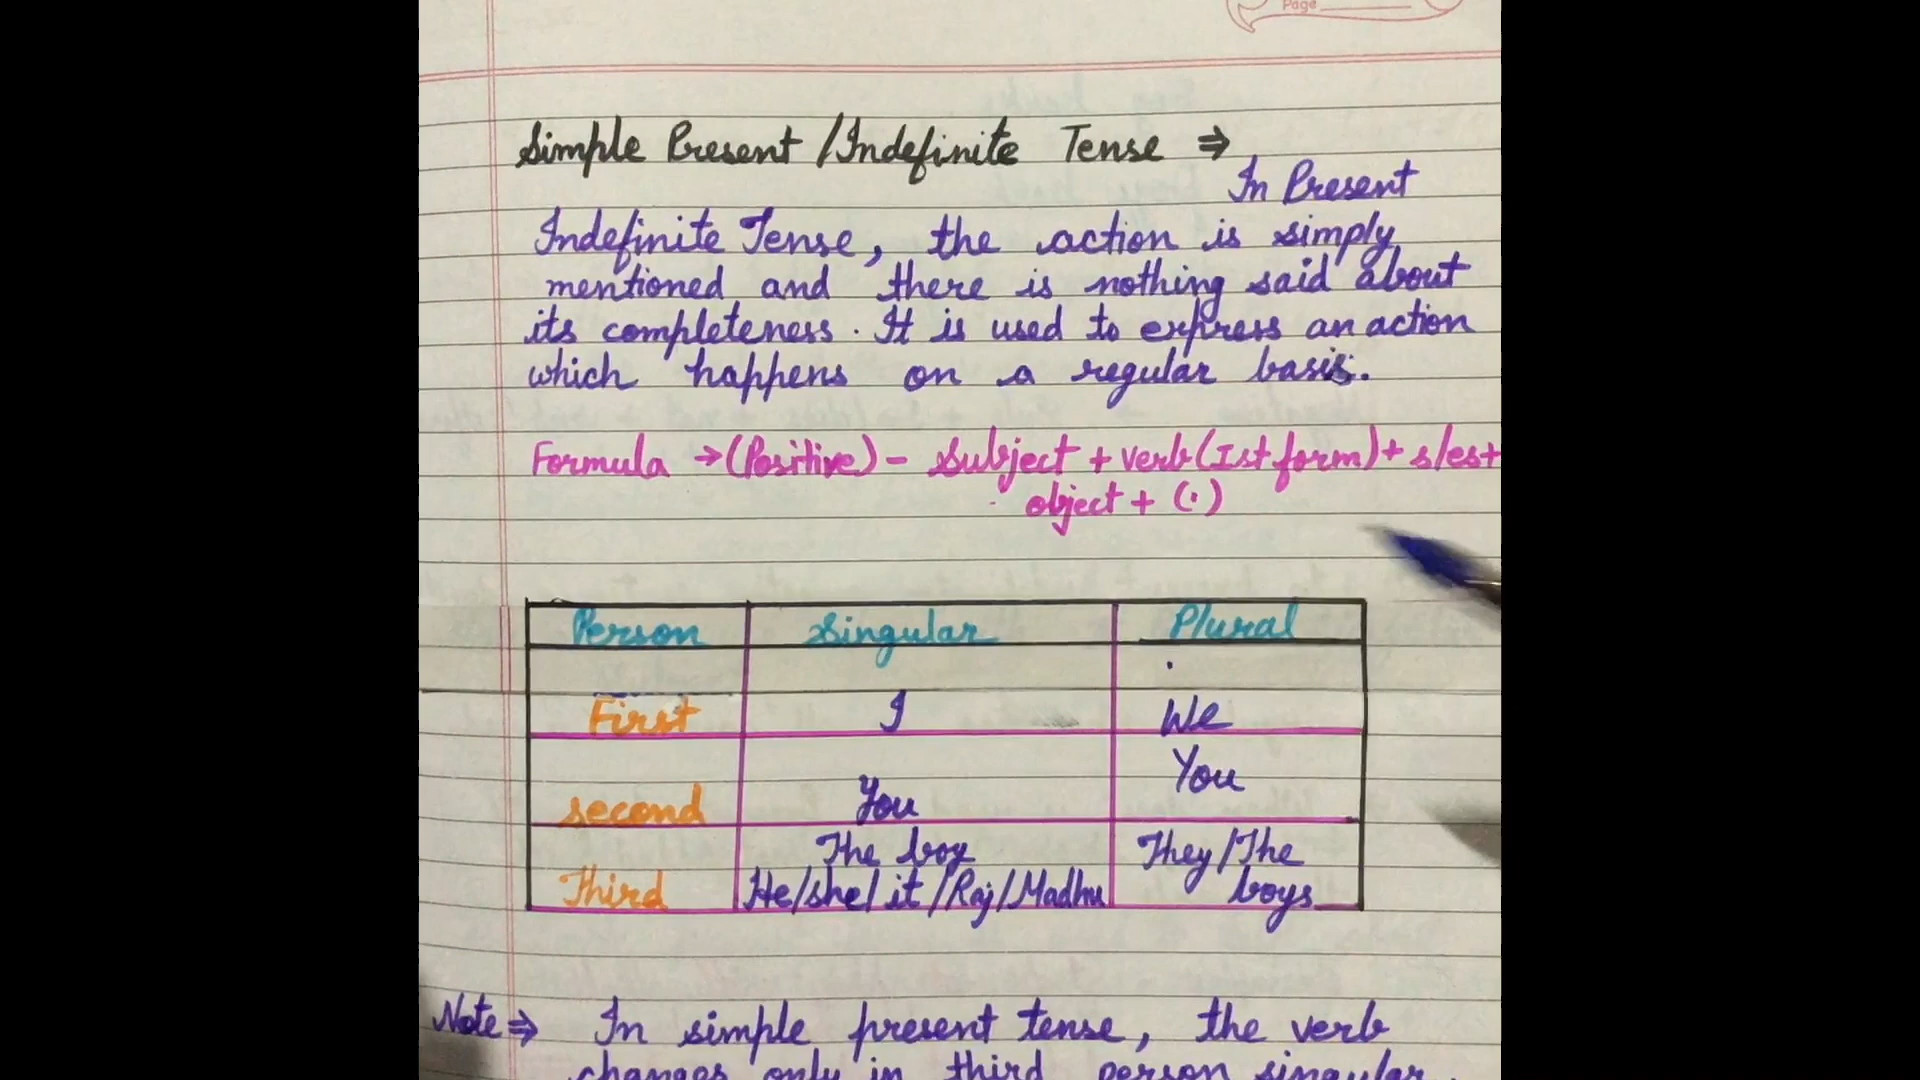 Page
Simple Present / Indefinite Tense ⇒
In Present
Indefinite Tense, the action is simply
mentioned and there is nothing said about
its completeness. It is used to express an action
which happens on a regular basis.
Formula → (Positive) - Subject + verb (Ist form) + s/es +
object + (.)
Person Singular Plural
First I We
second You You
Third The boy He/she/it/Raj/Madhu They/The boys
Note ⇒ In simple present tense, the verb
changes only in third person singular.